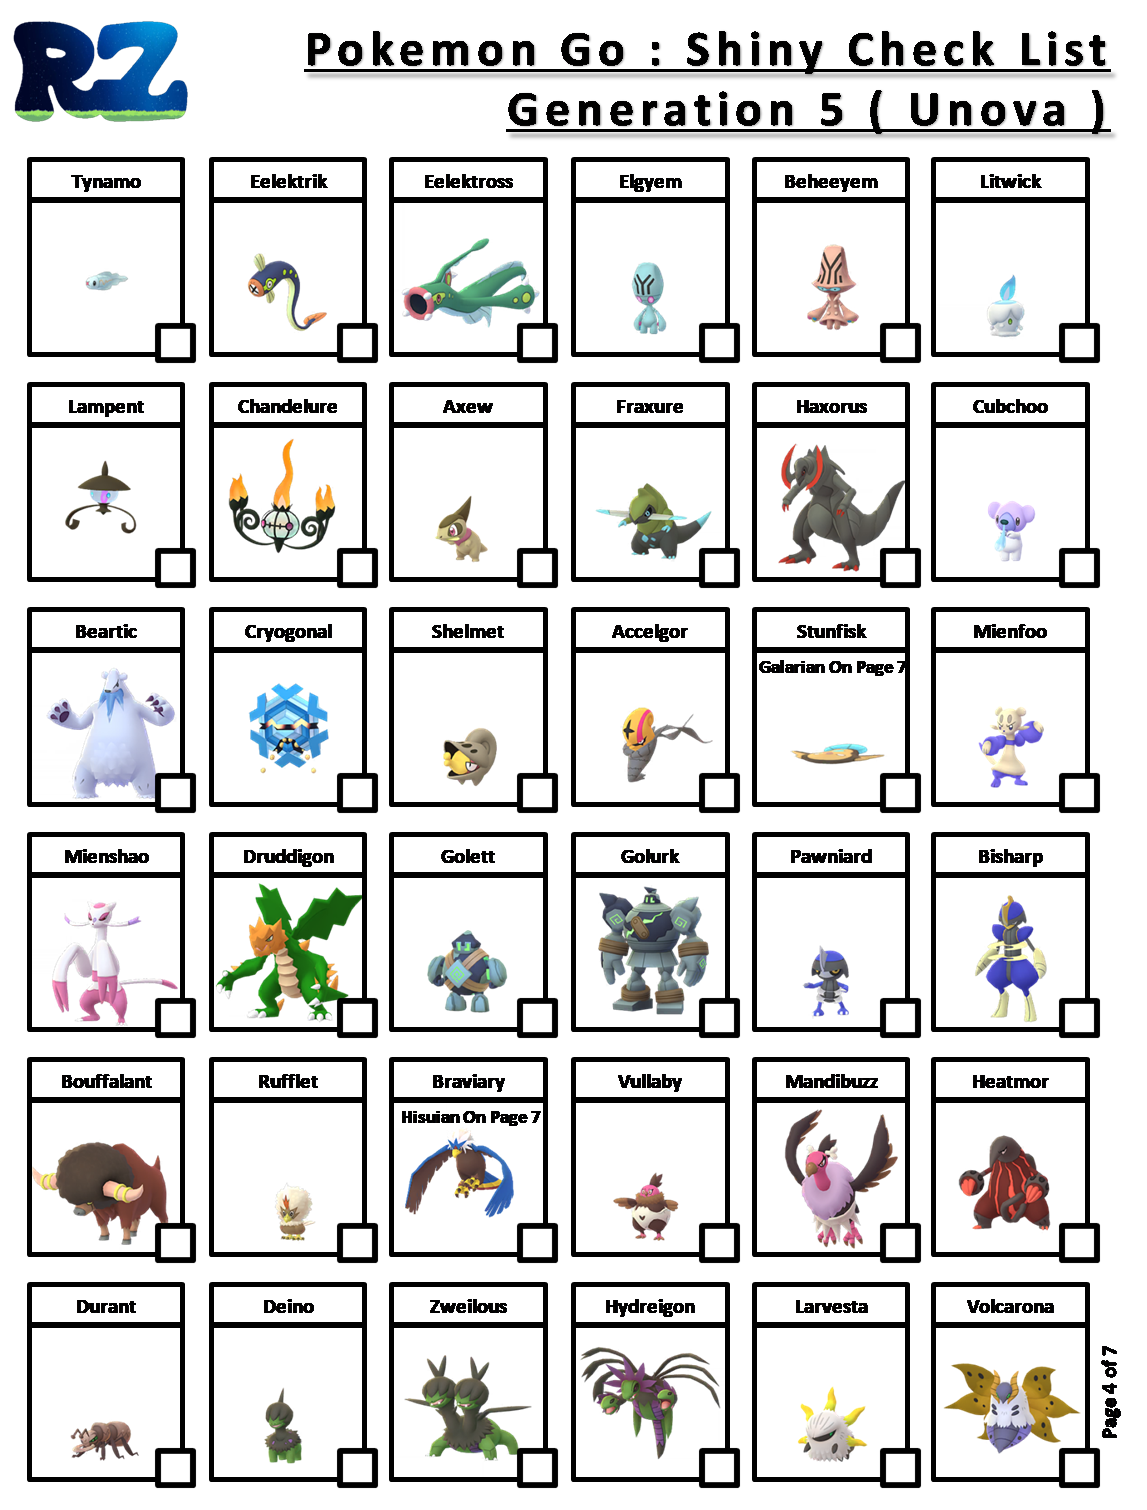 RZ
Pokemon Go : Shiny Check List
Generation 5 ( Unova )
Tynamo
Eelektrik
Eelektross
Elgyem
Beheeyem
Litwick
Lampent
Chandelure
Axew
Fraxure
Haxorus
Cubchoo
Beartic
Cryogonal
Shelmet
Accelgor
Stunfisk
Galarian On Page 7
Mienfoo
Mienshao
Druddigon
Golett
Golurk
Pawniard
Bisharp
Bouffalant
Rufflet
Braviary
Hisuian On Page 7
Vullaby
Mandibuzz
Heatmor
Durant
Deino
Zweilous
Hydreigon
Larvesta
Volcarona
Page 4 of 7